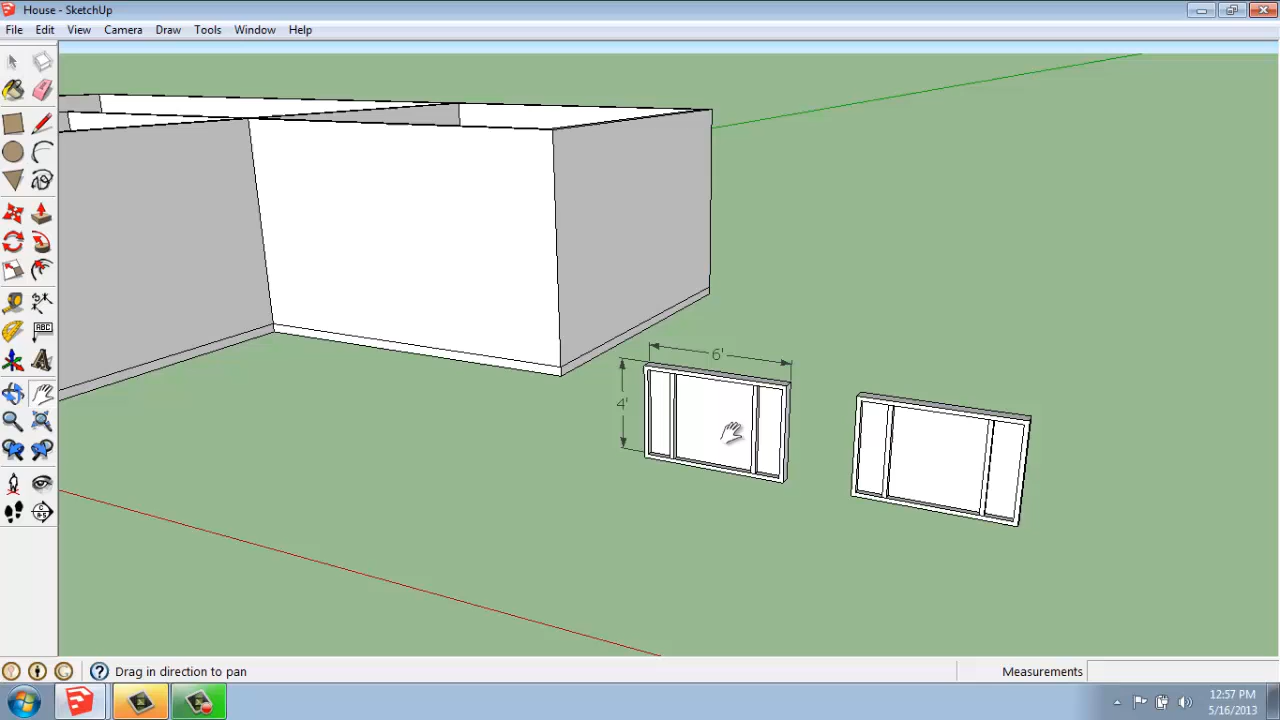 House - SketchUp
File Edit View Camera Draw Tools Window Help
ABC
6'
4'
Drag in direction to pan
Measurements
12:57 PM
5/16/2013